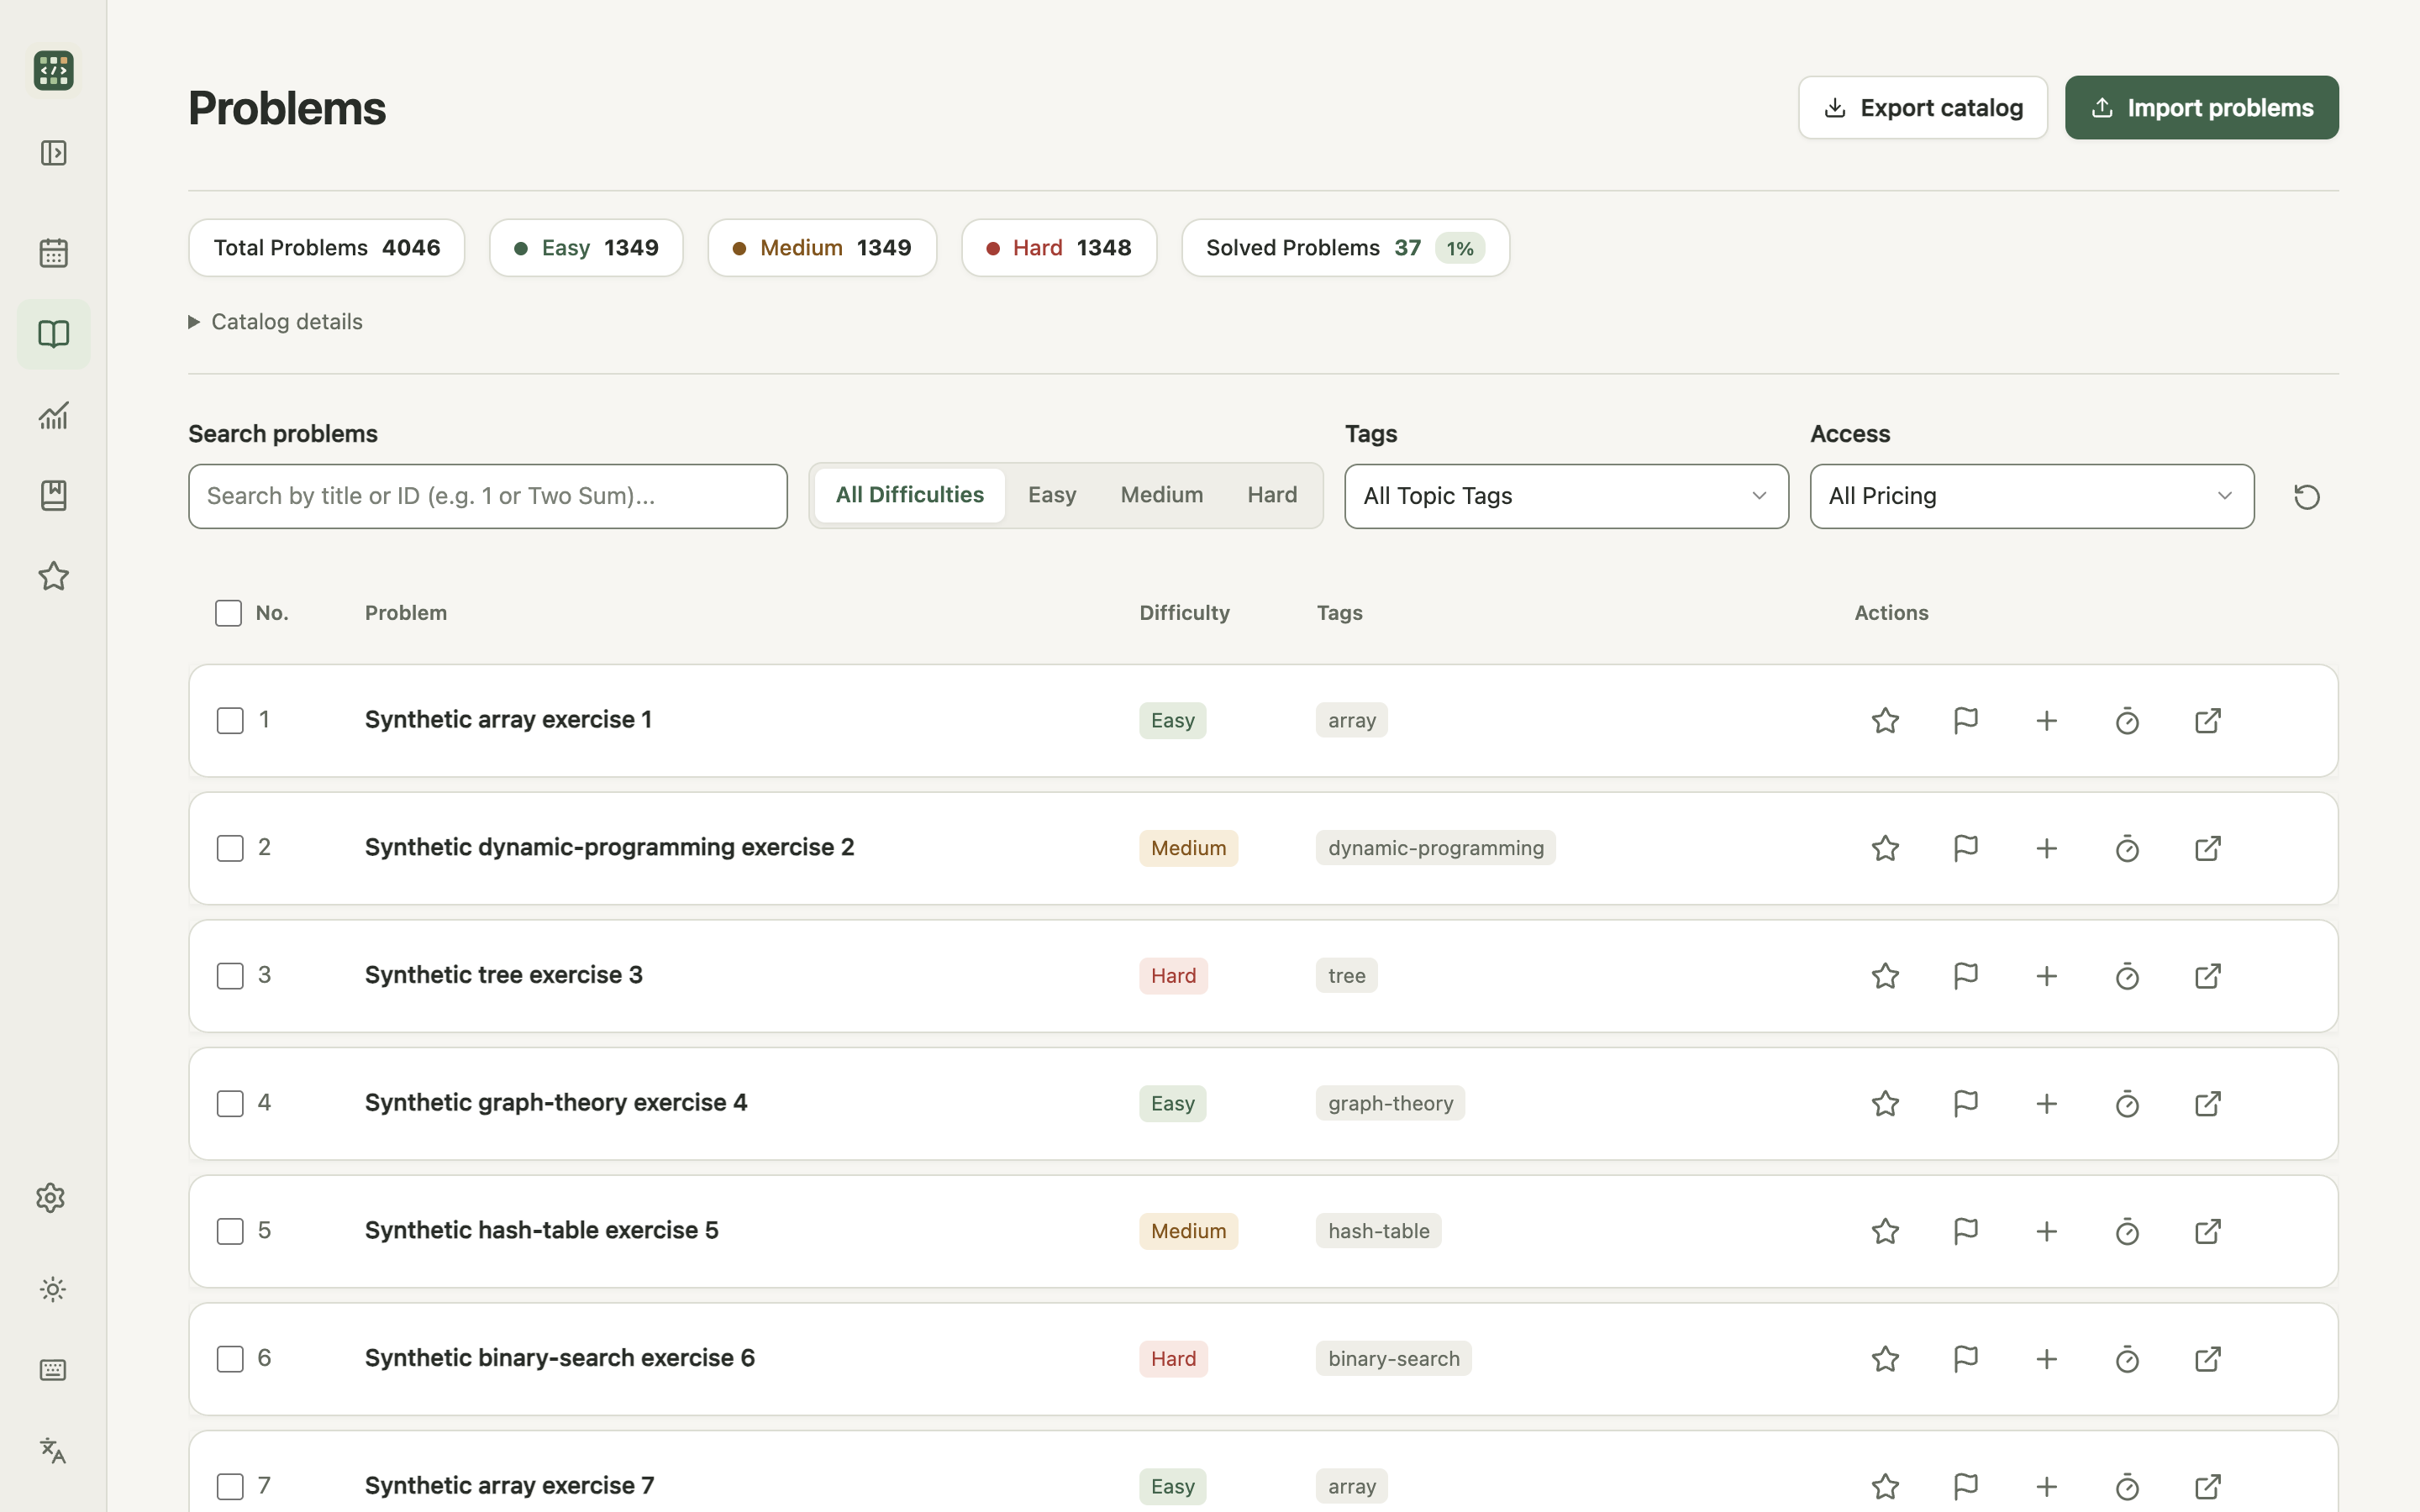 Problems
Export catalog
Import problems
Total Problems 4046
Easy 1349
Medium 1349
Hard 1348
Solved Problems 37 1%
Catalog details
Search problems
Tags
Access
Search by title or ID (e.g. 1 or Two Sum)...
All Difficulties
Easy
Medium
Hard
All Topic Tags
All Pricing
No. Problem Difficulty Tags Actions
1 Synthetic array exercise 1 Easy array
2 Synthetic dynamic-programming exercise 2 Medium dynamic-programming
3 Synthetic tree exercise 3 Hard tree
4 Synthetic graph-theory exercise 4 Easy graph-theory
5 Synthetic hash-table exercise 5 Medium hash-table
6 Synthetic binary-search exercise 6 Hard binary-search
7 Synthetic array exercise 7 Easy array